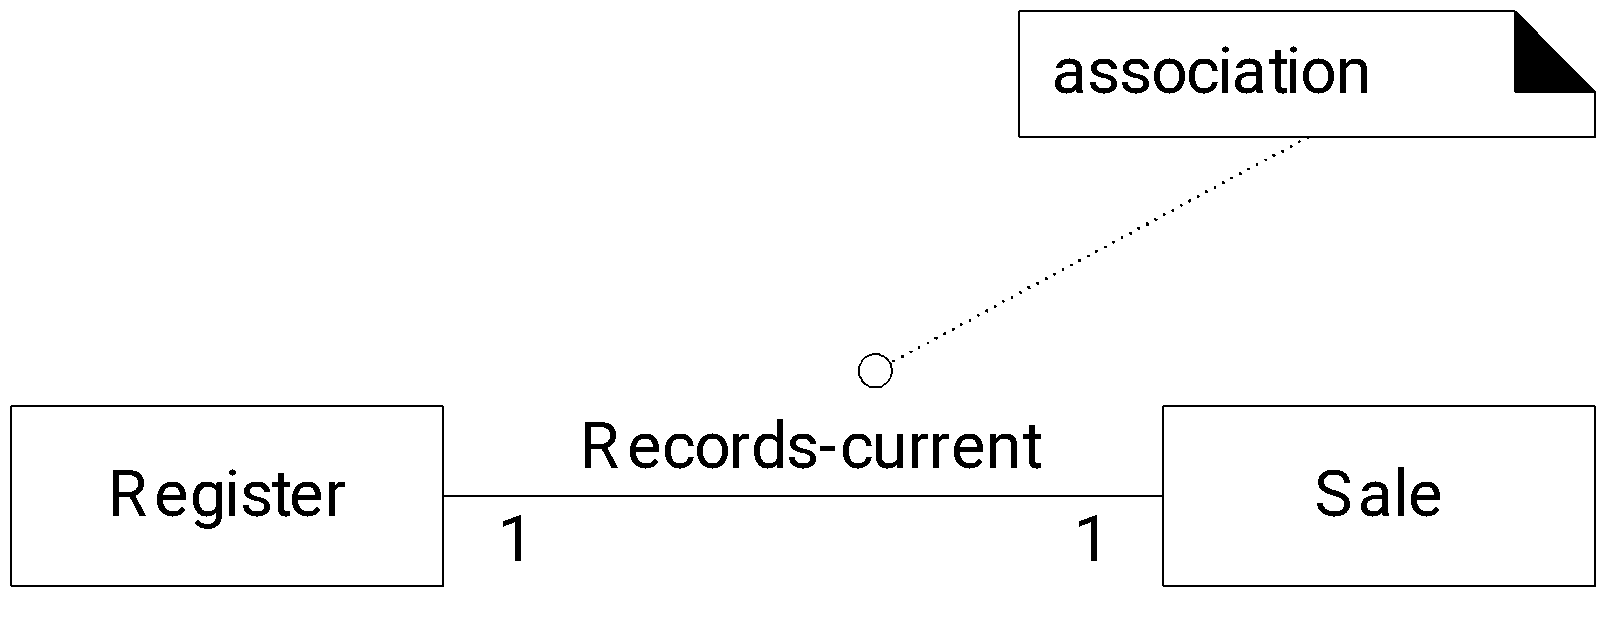 association
Records-current
Register
Sale
1
1